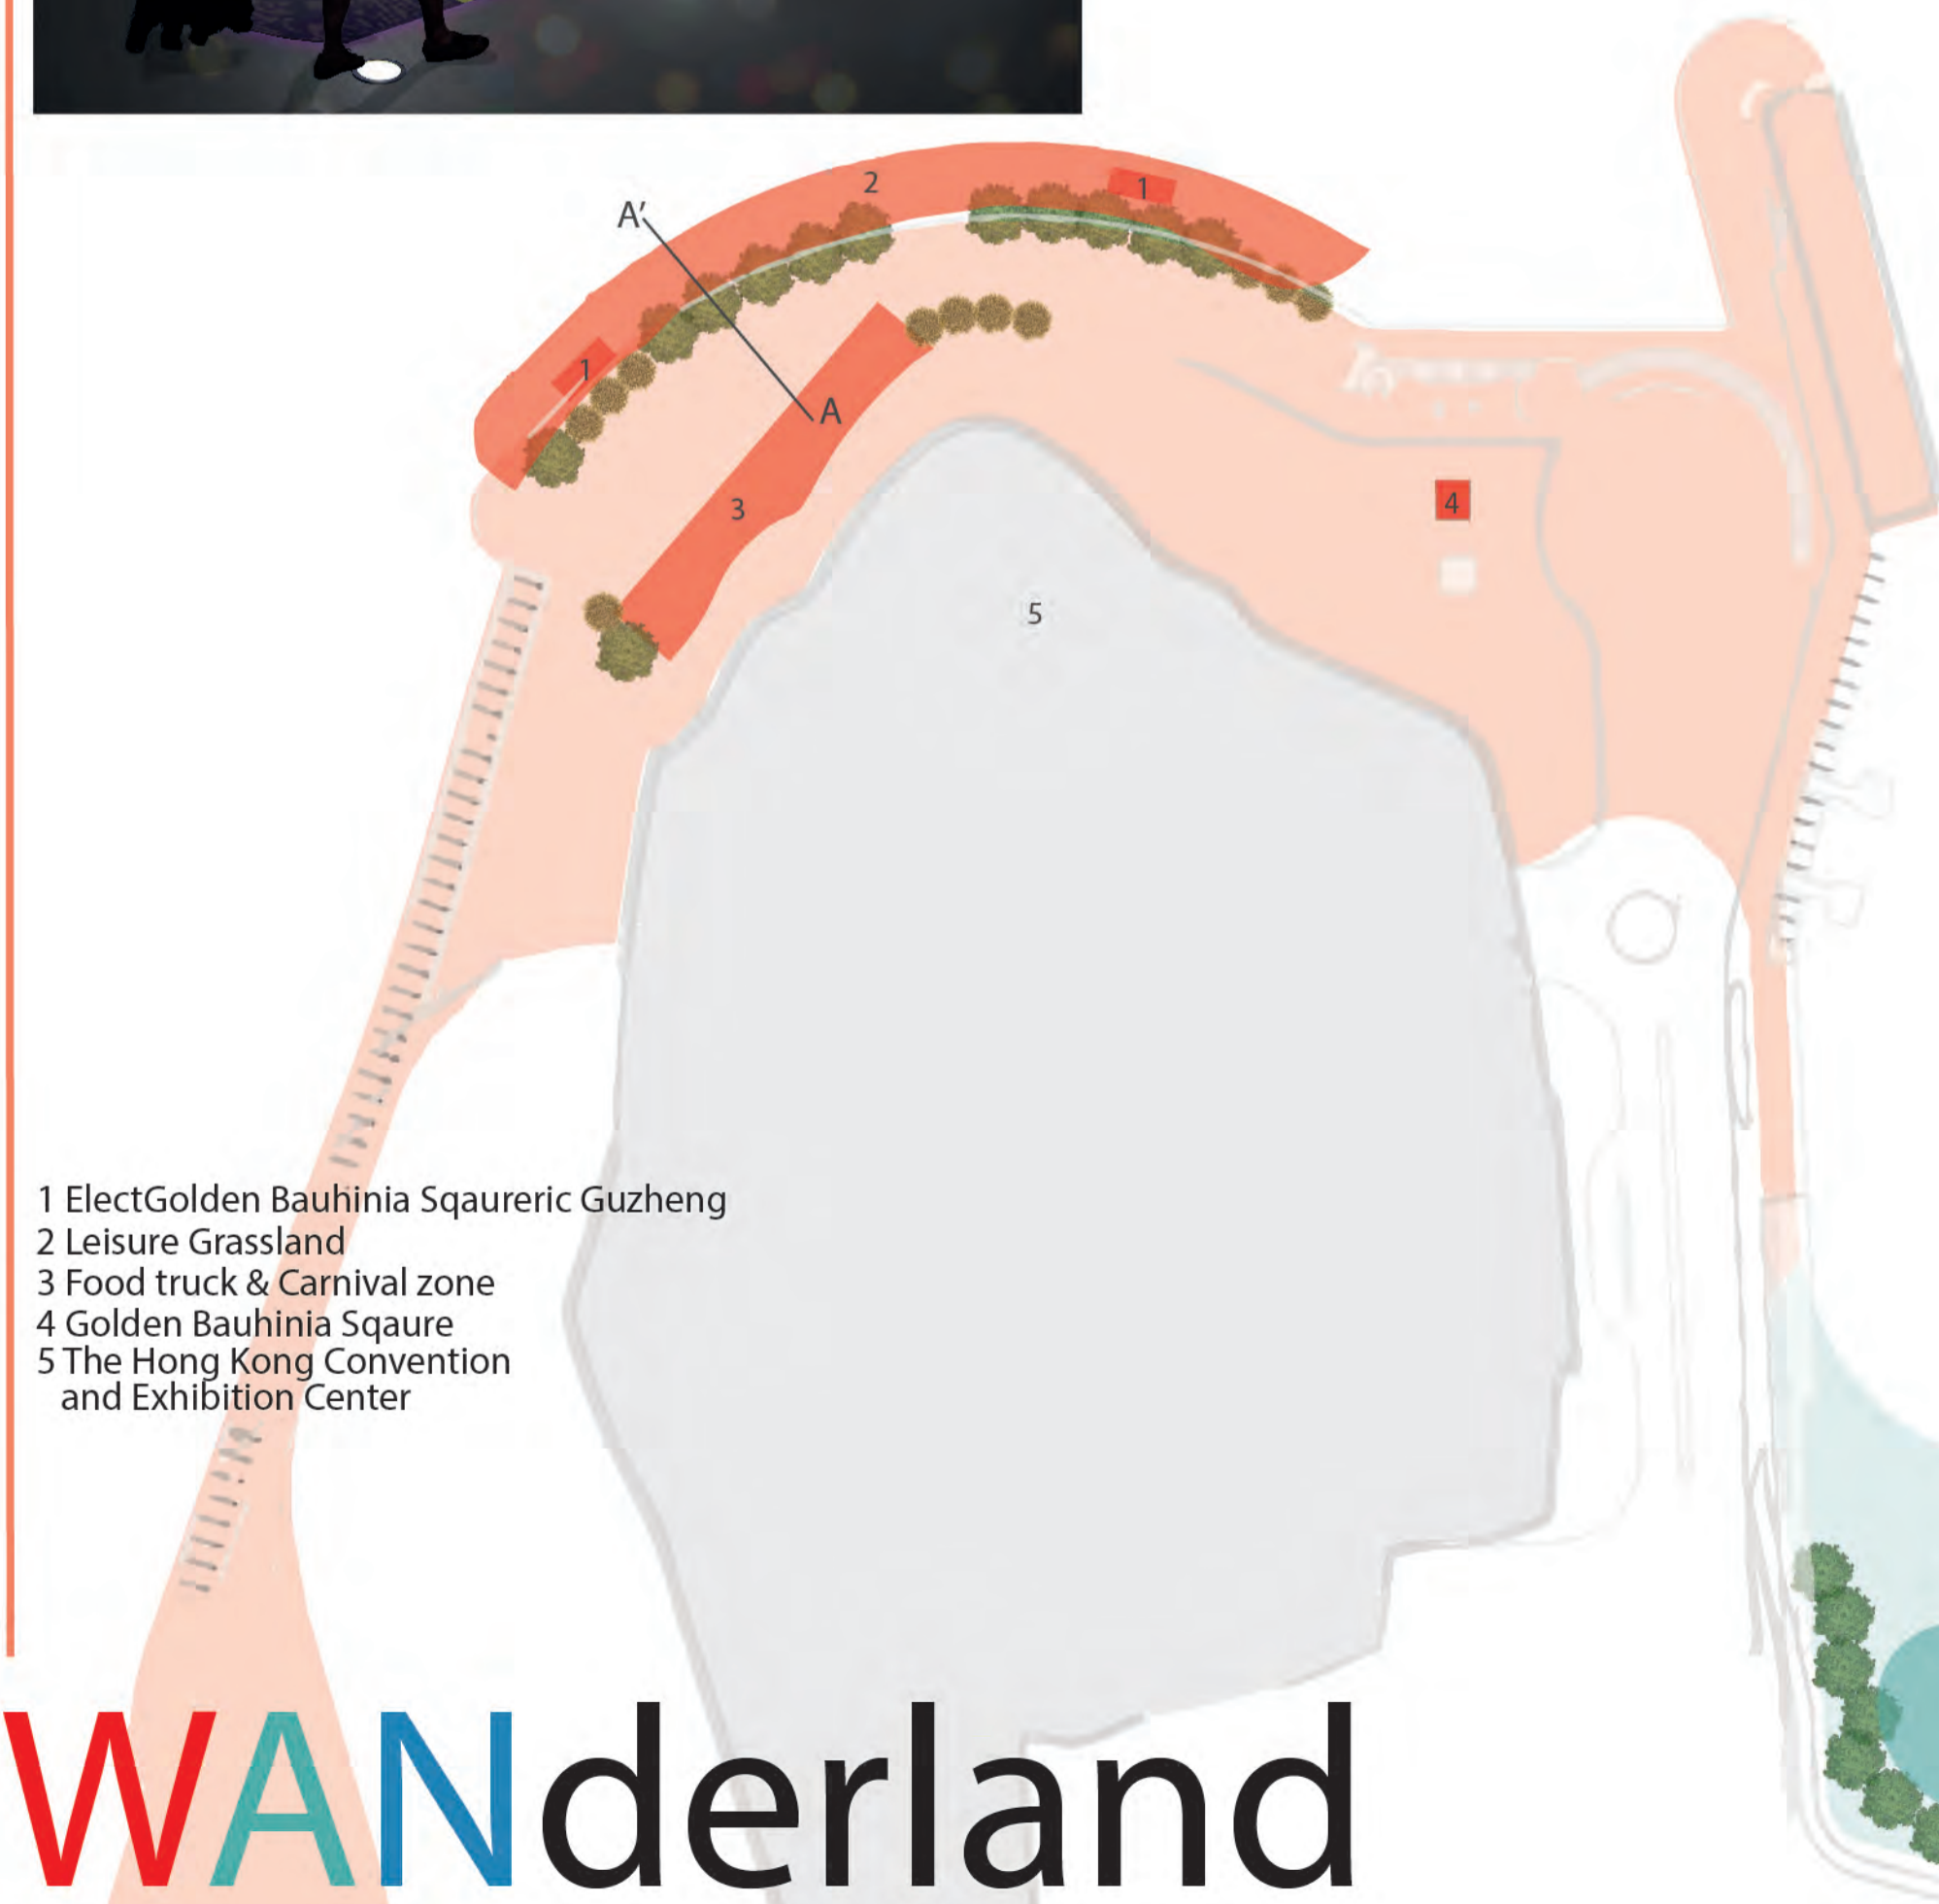 2
1
A'
1
A
3
4
5
1 ElectGolden Bauhinia Sqaureric Guzheng
2 Leisure Grassland
3 Food truck & Carnival zone
4 Golden Bauhinia Sqaure
5 The Hong Kong Convention
and Exhibition Center
WANderland